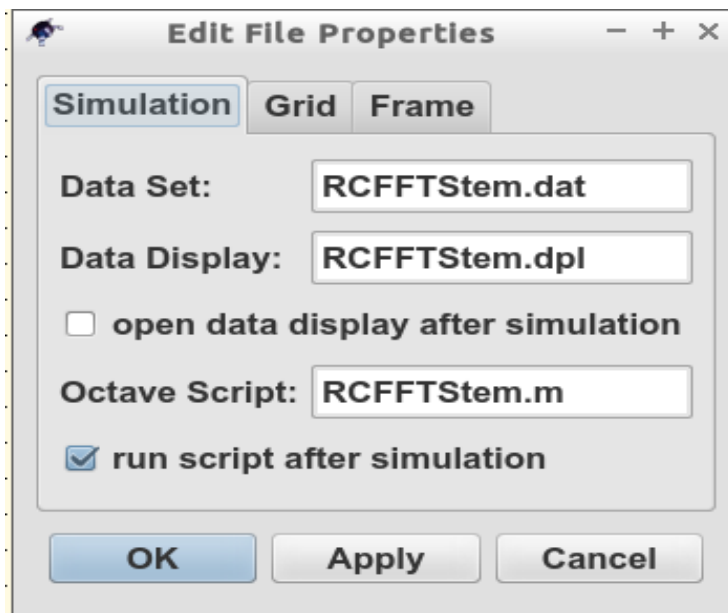 Edit File Properties
Simulation Grid Frame
Data Set: RCFFTStem.dat
Data Display: RCFFTStem.dpl
open data display after simulation
Octave Script: RCFFTStem.m
run script after simulation
OK Apply Cancel